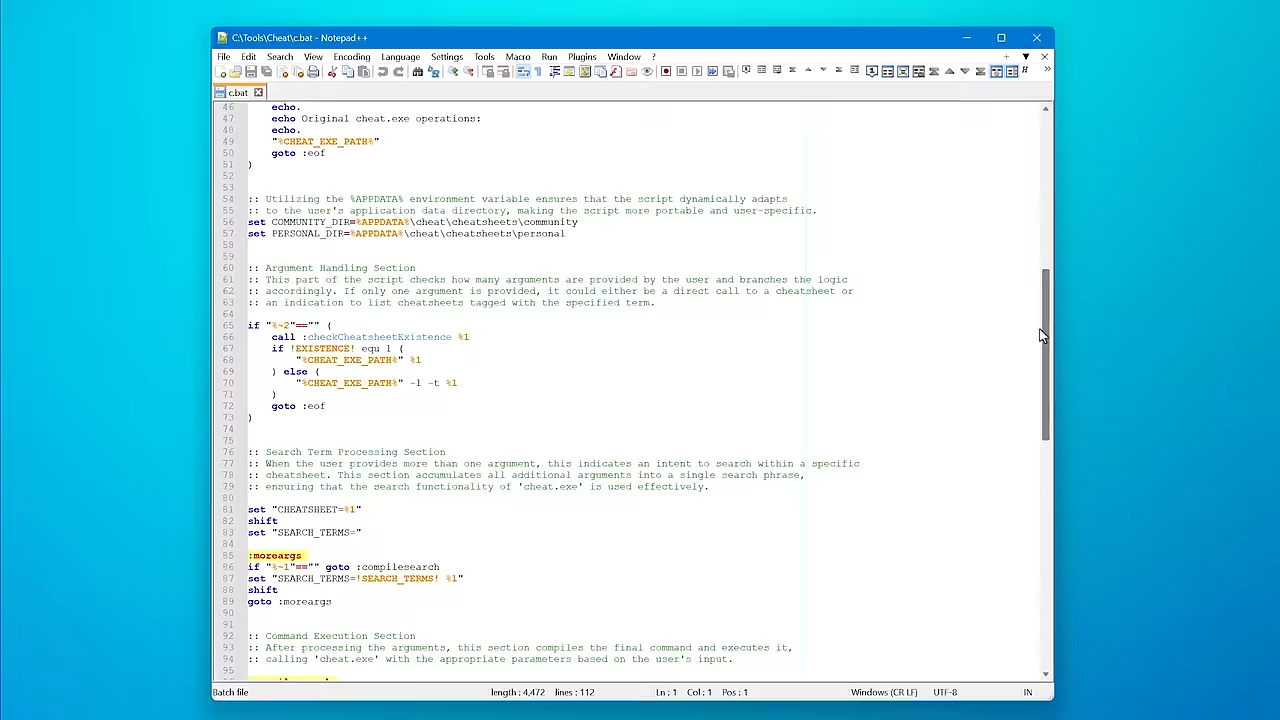 C:\Tools\Cheat\c.bat - Notepad++
File Edit Search View Encoding Language Settings Tools Macro Run Plugins Window ?
c.bat
46 echo.
47 echo Original cheat.exe operations:
48 echo.
49 "%CHEAT_EXE_PATH%"
50 goto :eof
51 )
52
53
54 :: Utilizing the %APPDATA% environment variable ensures that the script dynamically adapts
55 :: to the user's application data directory, making the script more portable and user-specific.
56 set COMMUNITY_DIR=%APPDATA%\cheat\cheatsheets\community
57 set PERSONAL_DIR=%APPDATA%\cheat\cheatsheets\personal
58
59
60 :: Argument Handling Section
61 :: This part of the script checks how many arguments are provided by the user and branches the logic
62 :: accordingly. If only one argument is provided, it could either be a direct call to a cheatsheet or
63 :: an indication to list cheatsheets tagged with the specified term.
64
65 if "%~2"=="" (
66 call :checkCheatsheetExistence %1
67 if !EXISTENCE! equ 1 (
68 "%CHEAT_EXE_PATH%" %1
69 ) else (
70 "%CHEAT_EXE_PATH%" -l -t %1
71 )
72 goto :eof
73 )
74
75
76 :: Search Term Processing Section
77 :: When the user provides more than one argument, this indicates an intent to search within a specific
78 :: cheatsheet. This section accumulates all additional arguments into a single search phrase,
79 :: ensuring that the search functionality of 'cheat.exe' is used effectively.
80
81 set "CHEATSHEET=%1"
82 shift
83 set "SEARCH_TERMS="
84
85 :moreargs
86 if "%~1"=="" goto :compilesearch
87 set "SEARCH_TERMS=!SEARCH_TERMS! %1"
88 shift
89 goto :moreargs
90
91
92 :: Command Execution Section
93 :: After processing the arguments, this section compiles the final command and executes it,
94 :: calling 'cheat.exe' with the appropriate parameters based on the user's input.
95
Batch file length : 4,472 lines : 112 Ln : 1 Col : 1 Pos : 1 Windows (CR LF) UTF-8 IN